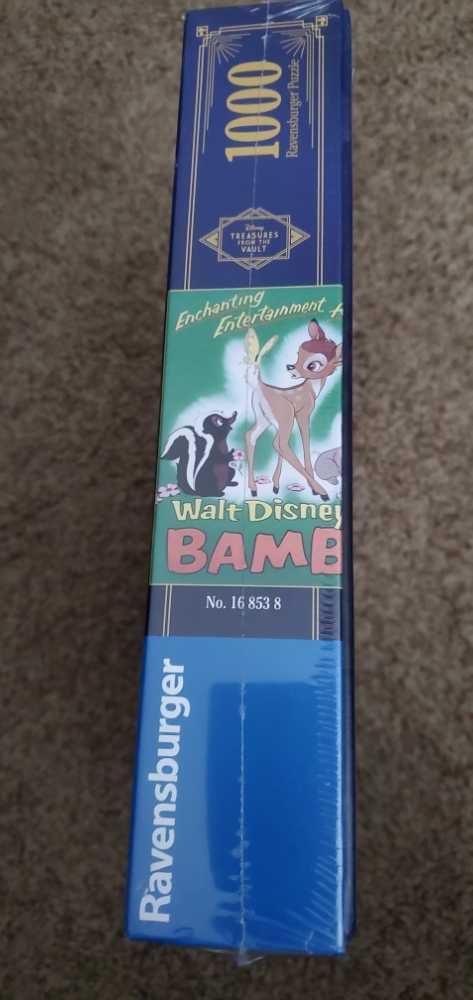 1000
Ravensburger Puzzle
Disney
TREASURES
FROM THE
VAULT
Enchanting
Entertainment
Walt Disney
BAMB
No. 16 853 8
Ravensburger